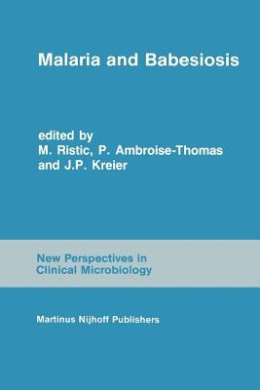 Malaria and Babesiosis
edited by
M. Ristic, P. Ambroise-Thomas
and J.P. Kreier
New Perspectives in
Clinical Microbiology
Martinus Nijhoff Publishers